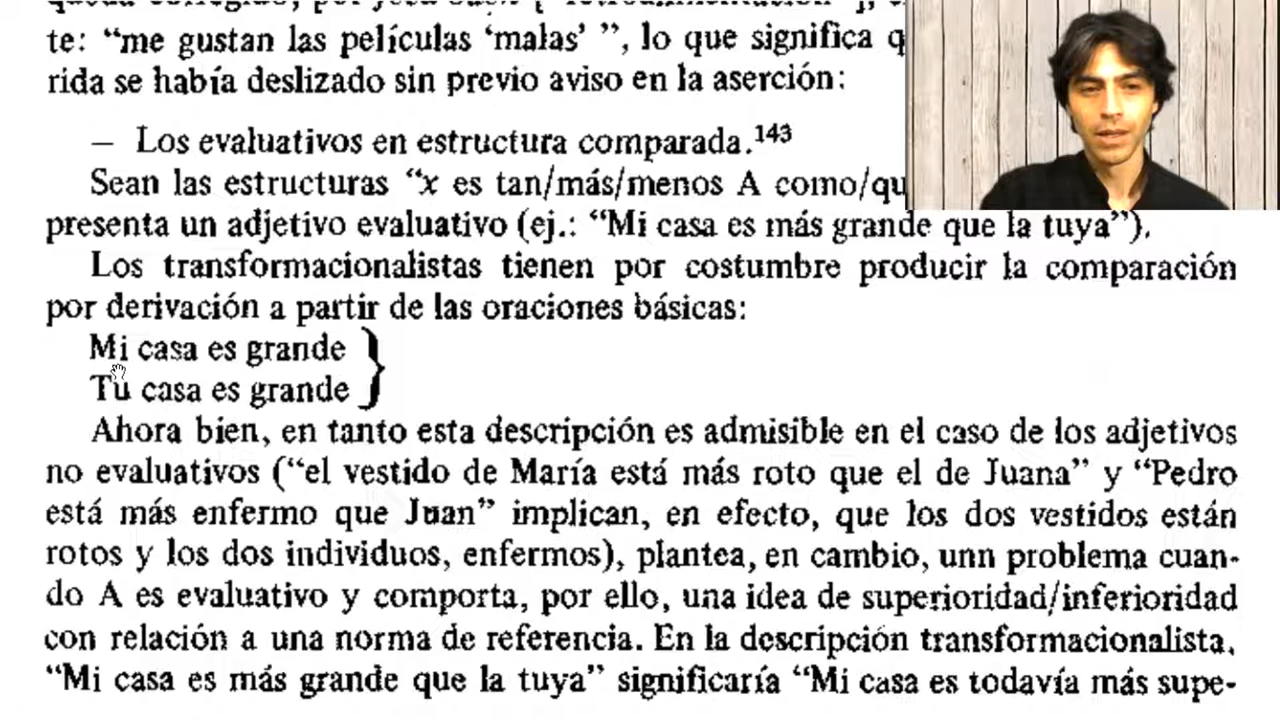 te: “me gustan las películas ‘malas’ ”, lo que significa q
rida se había deslizado sin previo aviso en la aserción:
— Los evaluativos en estructura comparada.143
Sean las estructuras “x es tan/más/menos A como/qu
presenta un adjetivo evaluativo (ej.: “Mi casa es más grande que la tuya”).
Los transformacionalistas tienen por costumbre producir la comparación
por derivación a partir de las oraciones básicas:
Mi casa es grande }
Tu casa es grande
Ahora bien, en tanto esta descripción es admisible en el caso de los adjetivos
no evaluativos (“el vestido de María está más roto que el de Juana” y “Pedro
está más enfermo que Juan” implican, en efecto, que los dos vestidos están
rotos y los dos individuos, enfermos), plantea, en cambio, unn problema cuan-
do A es evaluativo y comporta, por ello, una idea de superioridad/inferioridad
con relación a una norma de referencia. En la descripción transformacionalista,
“Mi casa es más grande que la tuya” significaría “Mi casa es todavía más supe-